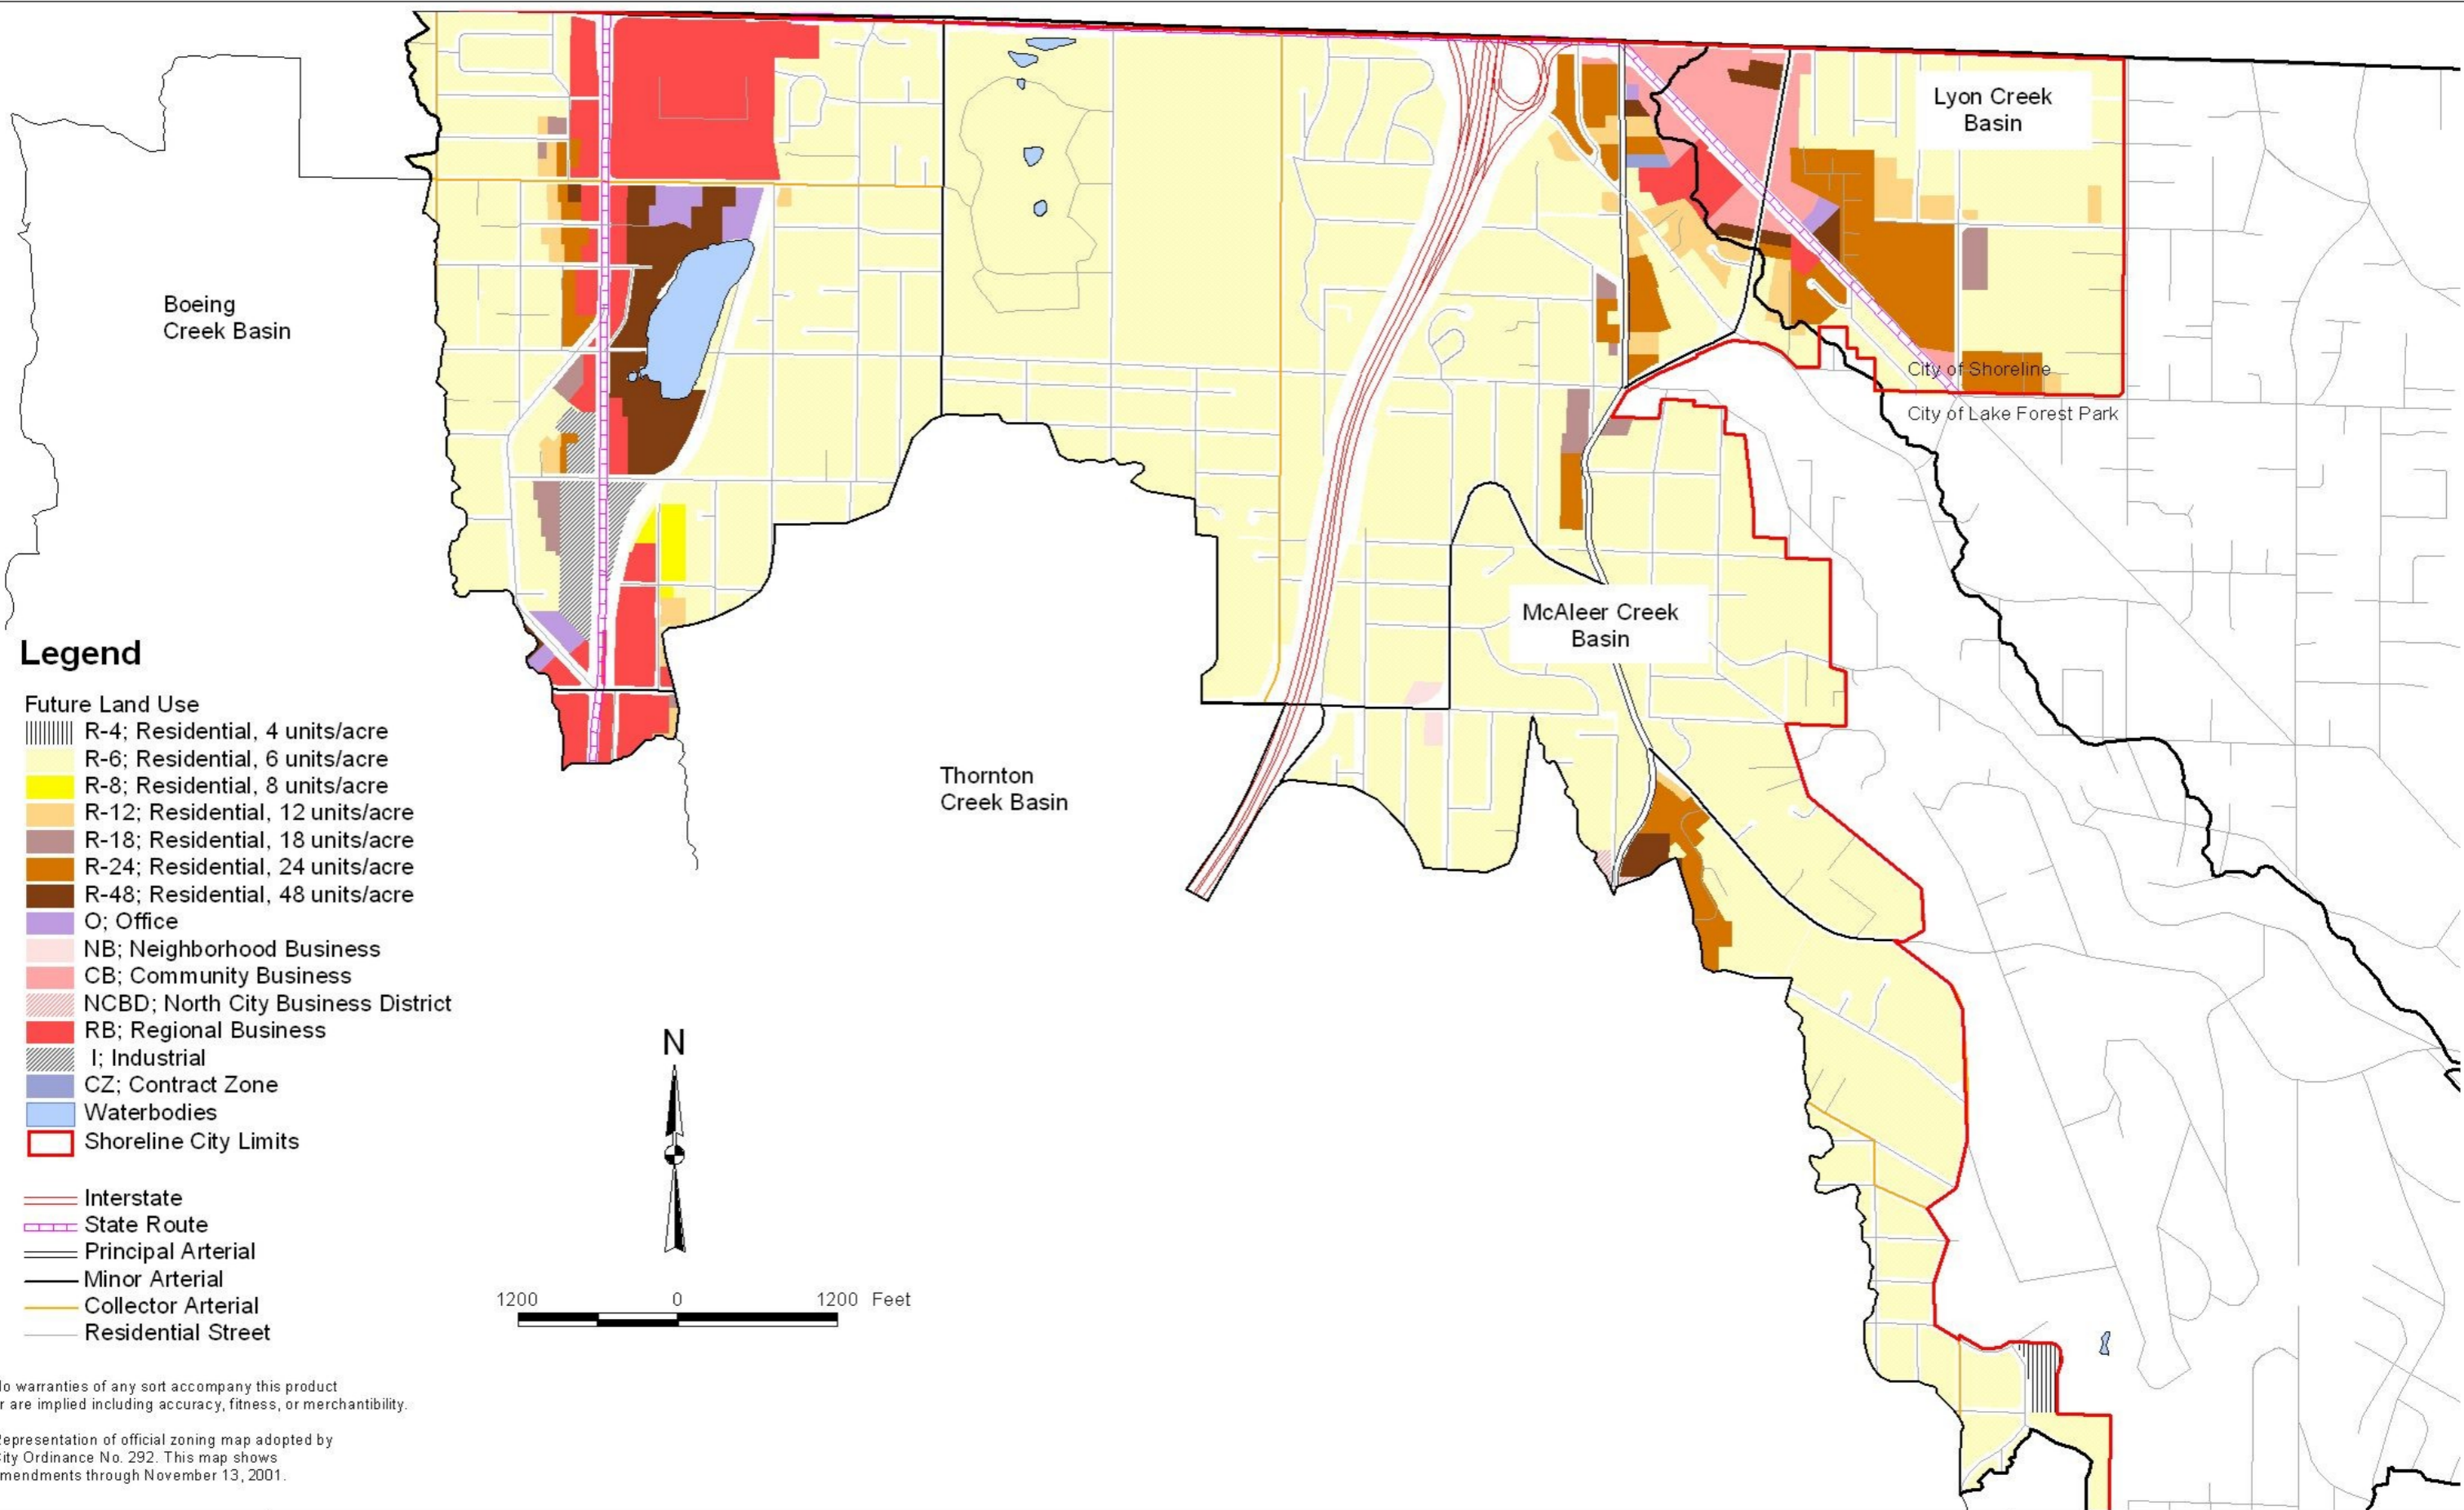 Lyon Creek
Basin
Boeing
Creek Basin
City of Shoreline
City of Lake Forest Park
McAleer Creek
Basin
Thornton
Creek Basin
Legend
Future Land Use
R-4; Residential, 4 units/acre
R-6; Residential, 6 units/acre
R-8; Residential, 8 units/acre
R-12; Residential, 12 units/acre
R-18; Residential, 18 units/acre
R-24; Residential, 24 units/acre
R-48; Residential, 48 units/acre
O; Office
NB; Neighborhood Business
CB; Community Business
NCBD; North City Business District
RB; Regional Business
I; Industrial
CZ; Contract Zone
Waterbodies
Shoreline City Limits
Interstate
State Route
Principal Arterial
Minor Arterial
Collector Arterial
Residential Street
N
1200 0 1200 Feet
o warranties of any sort accompany this product
r are implied including accuracy, fitness, or merchantibility.
epresentation of official zoning map adopted by
ity Ordinance No. 292. This map shows
mendments through November 13, 2001.